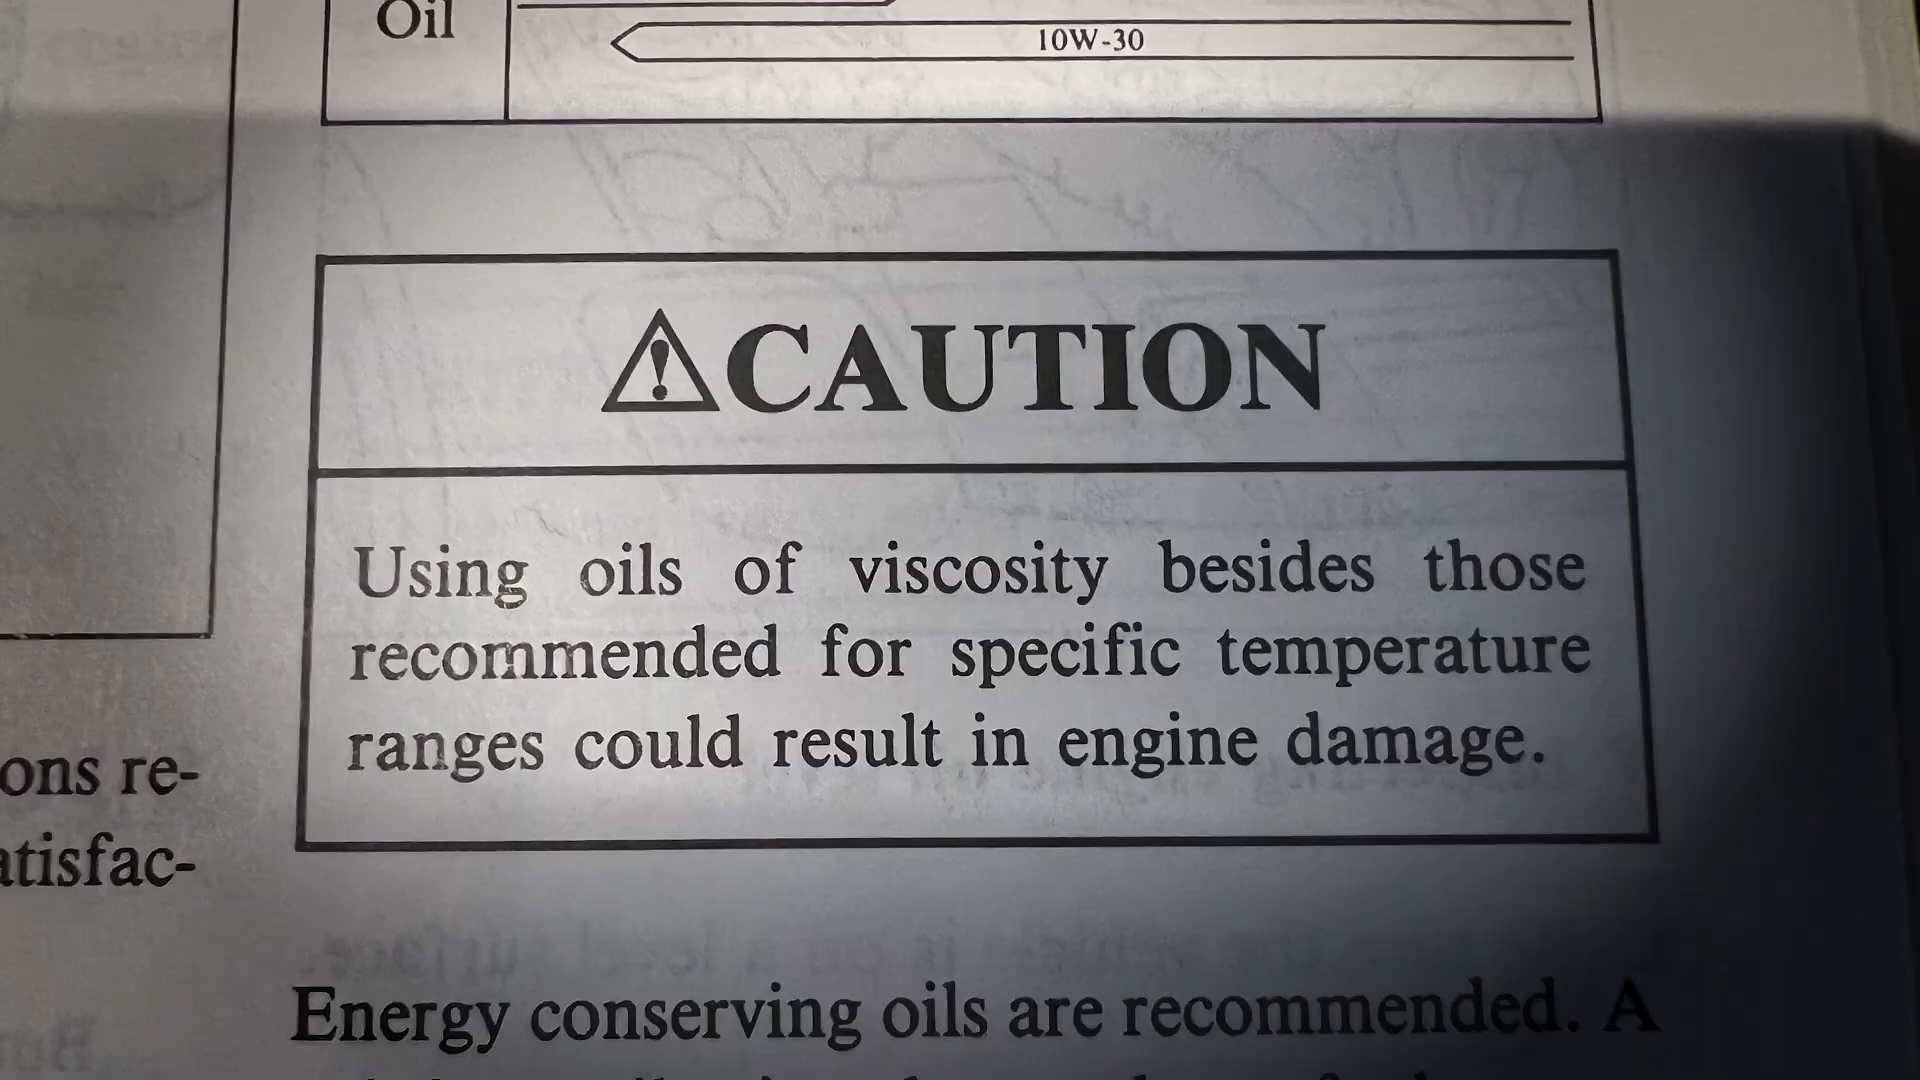 Oil
10W-30
⚠CAUTION
Using oils of viscosity besides those
recommended for specific temperature
ranges could result in engine damage.
ons re-
atisfac-
Energy conserving oils are recommended. A